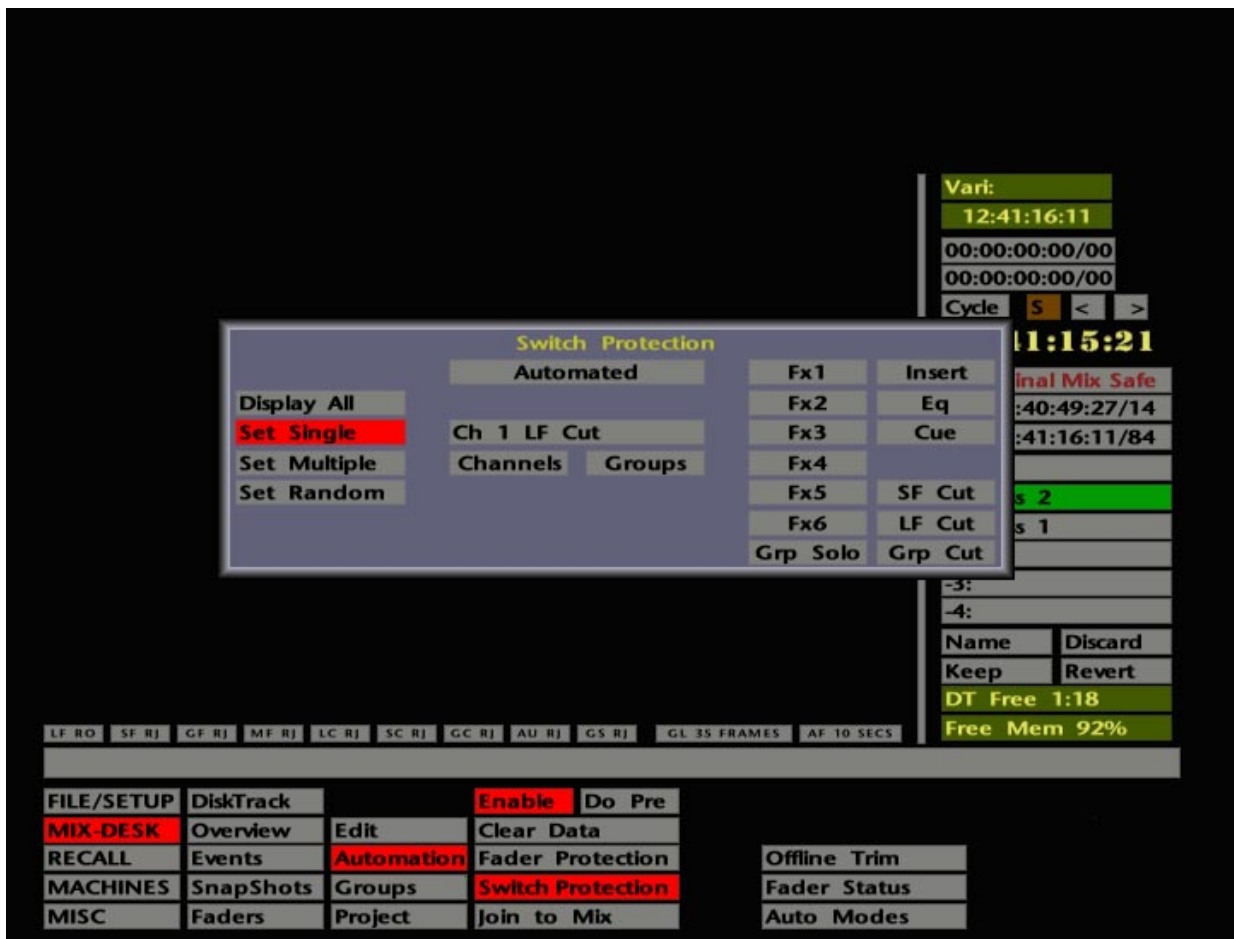 Vari:
12:41:16:11
00:00:00:00/00
00:00:00:00/00
Cycle S < >
41:15:21
inal Mix Safe
:40:49:27/14
:41:16:11/84
s 2
s 1
-3:
-4:
Name Discard
Keep Revert
DT Free 1:18
Free Mem 92%
Switch Protection
Automated Fx1 Insert
Display All Fx2 Eq
Set Single Ch 1 LF Cut Fx3 Cue
Set Multiple Channels Groups Fx4
Set Random Fx5 SF Cut
Fx6 LF Cut
Grp Solo Grp Cut
LF RO SF RJ GF RJ MF RJ LC RJ SC RJ GC RJ AU RJ GS RJ GL 35 FRAMES AF 10 SECS
FILE/SETUP DiskTrack Enable Do Pre
MIX-DESK Overview Edit Clear Data
RECALL Events Automation Fader Protection Offline Trim
MACHINES SnapShots Groups Switch Protection Fader Status
MISC Faders Project Join to Mix Auto Modes